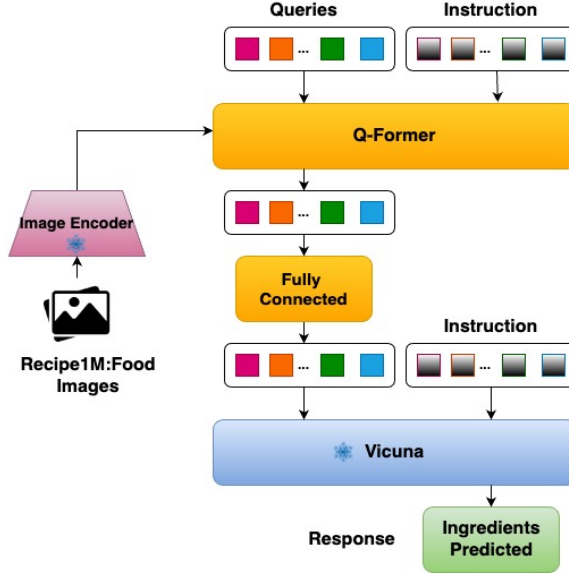 Queries
Instruction
...
...
Q-Former
Image Encoder
...
Fully
Connected
Recipe1M:Food
Images
Instruction
...
...
Vicuna
Response
Ingredients
Predicted